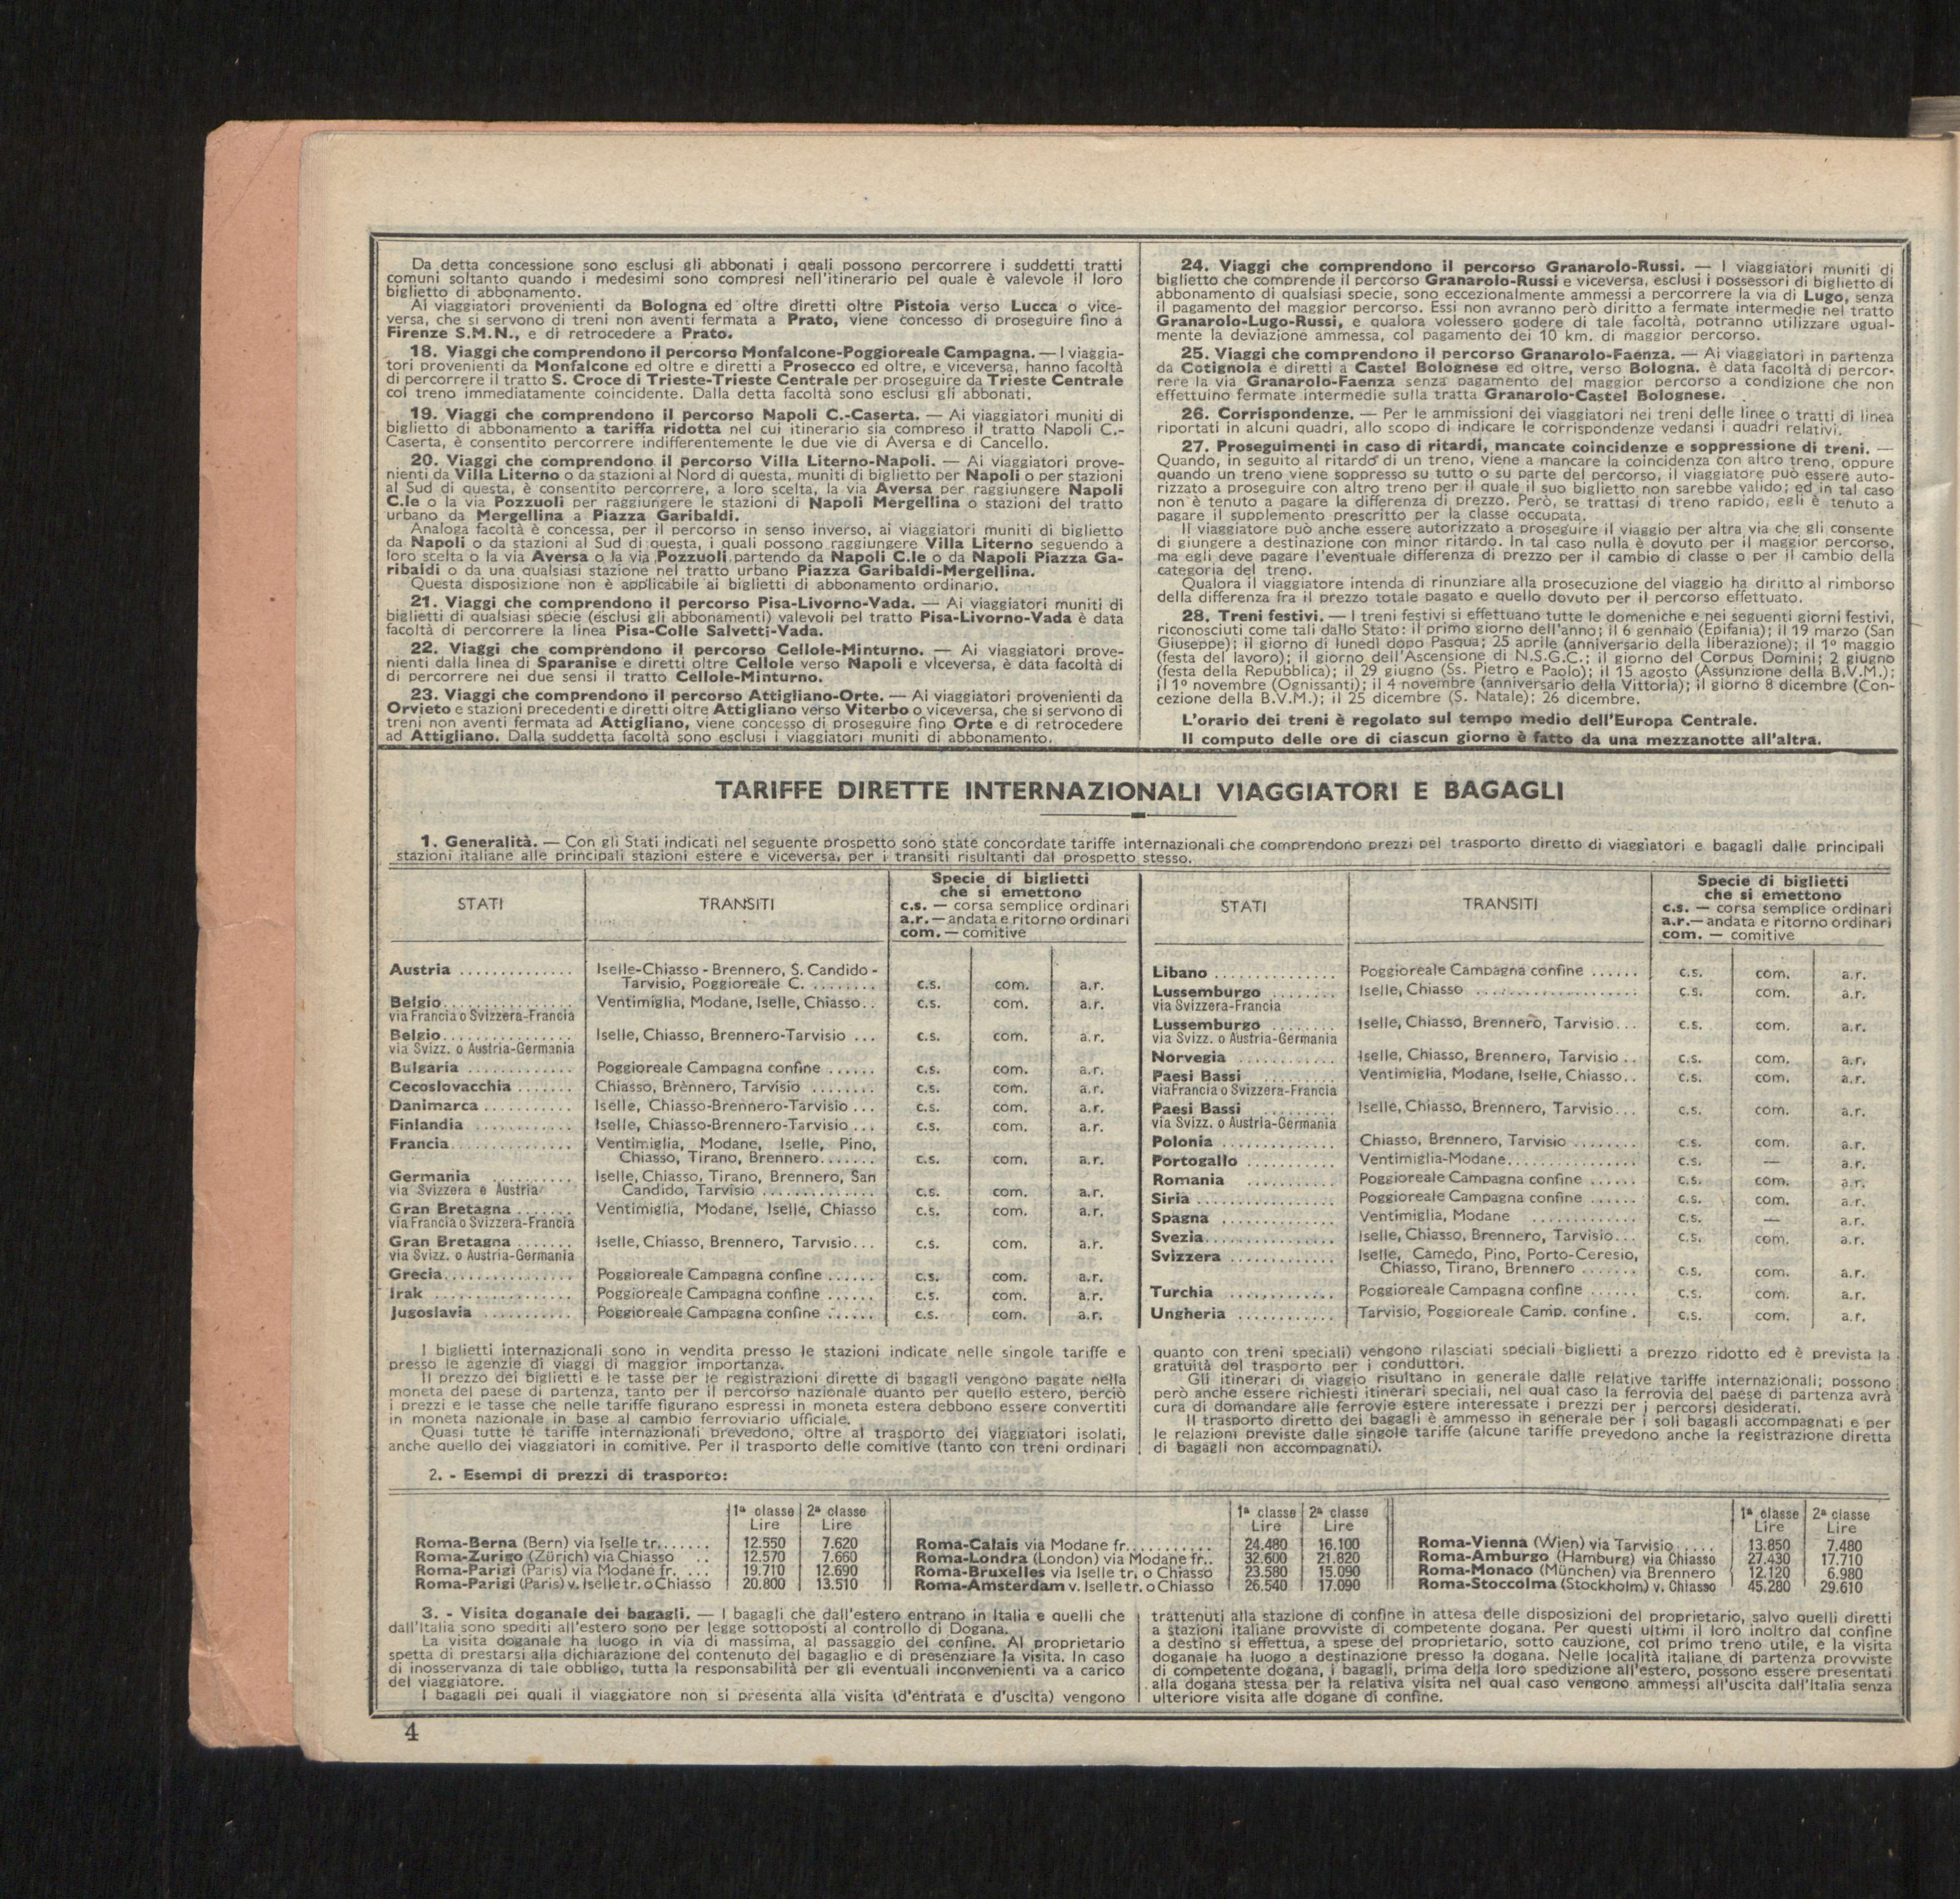 Da detta concessione sono esclusi gli abbonati i quali possono percorrere i suddetti tratti
comuni soltanto quando i medesimi sono compresi nell'itinerario pel quale è valevole il loro
biglietto di abbonamento.
Ai viaggiatori provenienti da Bologna ed oltre diretti oltre Pistoia verso Lucca o vice-
versa, che si servono di treni non aventi fermata a Prato, viene concesso di proseguire fino a
Firenze S.M.N., e di retrocedere a Prato.
18. Viaggi che comprendono il percorso Monfalcone-Poggioreale Campagna. — I viaggia-
tori provenienti da Monfalcone ed oltre e diretti a Prosecco ed oltre, e viceversa, hanno facoltà
di percorrere il tratto S. Croce di Trieste-Trieste Centrale per proseguire da Trieste Centrale
col treno immediatamente coincidente. Dalla detta facoltà sono esclusi gli abbonati.
19. Viaggi che comprendono il percorso Napoli C.-Caserta. — Ai viaggiatori muniti di
biglietto di abbonamento a tariffa ridotta nel cui itinerario sia compreso il tratto Napoli C.-
Caserta, è consentito percorrere indifferentemente le due vie di Aversa e di Cancello.
20. Viaggi che comprendono il percorso Villa Literno-Napoli. — Ai viaggiatori prove-
nienti da Villa Literno o da stazioni al Nord di questa, muniti di biglietto per Napoli o per stazioni
al Sud di questa, è consentito percorrere, a loro scelta, la via Aversa per raggiungere Napoli
C.le o la via Pozzuoli per raggiungere le stazioni di Napoli Mergellina o stazioni del tratto
urbano da Mergellina a Piazza Garibaldi.
Analoga facoltà è concessa, per il percorso in senso inverso, ai viaggiatori muniti di biglietto
da Napoli o da stazioni al Sud di questa, i quali possono raggiungere Villa Literno seguendo a
loro scelta o la via Aversa o la via Pozzuoli partendo da Napoli C.le o da Napoli Piazza Ga-
ribaldi o da una qualsiasi stazione nel tratto urbano Piazza Garibaldi-Mergellina.
Questa disposizione non è applicabile ai biglietti di abbonamento ordinario.
21. Viaggi che comprendono il percorso Pisa-Livorno-Vada. — Ai viaggiatori muniti di
biglietti di qualsiasi specie (esclusi gli abbonamenti) valevoli pel tratto Pisa-Livorno-Vada è data
facoltà di percorrere la linea Pisa-Colle Salvetti-Vada.
22. Viaggi che comprendono il percorso Cellole-Minturno. — Ai viaggiatori prove-
nienti dalla linea di Sparanise e diretti oltre Cellole verso Napoli e viceversa, è data facoltà di
di percorrere nei due sensi il tratto Cellole-Minturno.
23. Viaggi che comprendono il percorso Attigliano-Orte. — Ai viaggiatori provenienti da
Orvieto e stazioni precedenti e diretti oltre Attigliano verso Viterbo o viceversa, che si servono di
treni non aventi fermata ad Attigliano, viene concesso di proseguire fino Orte e di retrocedere
ad Attigliano. Dalla suddetta facoltà sono esclusi i viaggiatori muniti di abbonamento.
24. Viaggi che comprendono il percorso Granarolo-Russi. — I viaggiatori muniti di
biglietto che comprende il percorso Granarolo-Russi e viceversa, esclusi i possessori di biglietto di
abbonamento di qualsiasi specie, sono eccezionalmente ammessi a percorrere la via di Lugo, senza
il pagamento del maggior percorso. Essi non avranno però diritto a fermate intermedie nel tratto
Granarolo-Lugo-Russi, e qualora volessero godere di tale facoltà, potranno utilizzare ugual-
mente la deviazione ammessa, col pagamento dei 10 km. di maggior percorso.
25. Viaggi che comprendono il percorso Granarolo-Faenza. — Ai viaggiatori in partenza
da Cotignola e diretti a Castel Bolognese ed oltre, verso Bologna. è data facoltà di percor-
rere la via Granarolo-Faenza senza pagamento del maggior percorso a condizione che non
effettuino fermate intermedie sulla tratta Granarolo-Castel Bolognese.
26. Corrispondenze. — Per le ammissioni dei viaggiatori nei treni delle linee o tratti di linea
riportati in alcuni quadri, allo scopo di indicare le corrispondenze vedansi i quadri relativi.
27. Proseguimenti in caso di ritardi, mancate coincidenze e soppressione di treni. —
Quando, in seguito al ritardo di un treno, viene a mancare la coincidenza con altro treno, oppure
quando un treno viene soppresso su tutto o su parte del percorso, il viaggiatore può essere auto-
rizzato a proseguire con altro treno per il quale il suo biglietto non sarebbe valido; ed in tal caso
non è tenuto a pagare la differenza di prezzo. Però, se trattasi di treno rapido, egli è tenuto a
pagare il supplemento prescritto per la classe occupata.
Il viaggiatore può anche essere autorizzato a proseguire il viaggio per altra via che gli consente
di giungere a destinazione con minor ritardo. In tal caso nulla è dovuto per il maggior percorso,
ma egli deve pagare l'eventuale differenza di prezzo per il cambio di classe o per il cambio della
categoria del treno.
Qualora il viaggiatore intenda di rinunziare alla prosecuzione del viaggio ha diritto al rimborso
della differenza fra il prezzo totale pagato e quello dovuto per il percorso effettuato.
28. Treni festivi. — I treni festivi si effettuano tutte le domeniche e nei seguenti giorni festivi,
riconosciuti come tali dallo Stato: il primo giorno dell'anno; il 6 gennaio (Epifania); il 19 marzo (San
Giuseppe); il giorno di lunedì dopo Pasqua; 25 aprile (anniversario della liberazione); il 1º maggio
(festa del lavoro); il giorno dell'Ascensione di N.S.G.C.; il giorno del Corpus Domini; 2 giugno
(festa della Repubblica); il 29 giugno (Ss. Pietro e Paolo); il 15 agosto (Assunzione della B.V.M.);
il 1º novembre (Ognissanti); il 4 novembre (anniversario della Vittoria); il giorno 8 dicembre (Con-
cezione della B.V.M.); il 25 dicembre (S. Natale); 26 dicembre.
L'orario dei treni è regolato sul tempo medio dell'Europa Centrale.
Il computo delle ore di ciascun giorno è fatto da una mezzanotte all'altra.
TARIFFE DIRETTE INTERNAZIONALI VIAGGIATORI E BAGAGLI
1. Generalità. — Con gli Stati indicati nel seguente prospetto sono state concordate tariffe internazionali che comprendono prezzi pel trasporto diretto di viaggiatori e bagagli dalle principali
stazioni italiane alle principali stazioni estere e viceversa, per i transiti risultanti dal prospetto stesso.
STATI TRANSITI Specie di biglietti
che si emettono
c.s. — corsa semplice ordinari
a.r. — andata e ritorno ordinari
com. — comitive
Austria ............. Iselle-Chiasso - Brennero, S. Candido -
Tarvisio, Poggioreale C. ........ c.s. com. a.r.
Belgio............... Ventimiglia, Modane, Iselle, Chiasso.. c.s. com. a.r.
via Francia o Svizzera-Francia
Belgio............... Iselle, Chiasso, Brennero-Tarvisio ... c.s. com. a.r.
via Svizz. o Austria-Germania
Bulgaria ............ Poggioreale Campagna confine ...... c.s. com. a.r.
Cecoslovacchia ....... Chiasso, Brennero, Tarvisio ........ c.s. com. a.r.
Danimarca ........... Iselle, Chiasso-Brennero-Tarvisio ... c.s. com. a.r.
Finlandia ........... Iselle, Chiasso-Brennero-Tarvisio ... c.s. com. a.r.
Francia.............. Ventimiglia, Modane, Iselle, Pino,
Chiasso, Tirano, Brennero....... c.s. com. a.r.
Germania .......... Iselle, Chiasso, Tirano, Brennero, San
via Svizzera e Austria Candido, Tarvisio .............. c.s. com. a.r.
Gran Bretagna ....... Ventimiglia, Modane, Iselle, Chiasso c.s. com. a.r.
via Francia o Svizzera-Francia
Gran Bretagna ....... Iselle, Chiasso, Brennero, Tarvisio... c.s. com. a.r.
via Svizz. o Austria-Germania
Grecia................ Poggioreale Campagna confine ...... c.s. com. a.r.
Irak ................ Poggioreale Campagna confine ...... c.s. com. a.r.
Jugoslavia ........... Poggioreale Campagna confine ...... c.s. com. a.r.
STATI TRANSITI Specie di biglietti
che si emettono
c.s. — corsa semplice ordinari
a.r.— andata e ritorno ordinari
com. — comitive
Libano ............... Poggioreale Campagna confine ...... c.s. com. a.r.
Lussemburgo ........ Iselle, Chiasso .................... c.s. com. a.r.
via Svizzera-Francia
Lussemburgo ........ Iselle, Chiasso, Brennero, Tarvisio... c.s. com. a.r.
via Svizz. o Austria-Germania
Norvegia ............ Iselle, Chiasso, Brennero, Tarvisio .. c.s. com. a.r.
Paesi Bassi ......... Ventimiglia, Modane, Iselle, Chiasso.. c.s. com. a.r.
via Francia o Svizzera-Francia
Paesi Bassi ......... Iselle, Chiasso, Brennero, Tarvisio... c.s. com. a.r.
via Svizz. o Austria-Germania
Polonia ............. Chiasso, Brennero, Tarvisio ........ c.s. com. a.r.
Portogallo ........... Ventimiglia-Modane................ c.s. — a.r.
Romania ........... Poggioreale Campagna confine ...... c.s. com. a.r.
Siria ................ Poggioreale Campagna confine ...... c.s. com. a.r.
Spagna ............. Ventimiglia, Modane ............ c.s. — a.r.
Svezia............... Iselle, Chiasso, Brennero, Tarvisio... c.s. com. a.r.
Svizzera ............ Iselle, Camedo, Pino, Porto-Ceresio,
Chiasso, Tirano, Brennero ....... c.s. com. a.r.
Turchia ............ Poggioreale Campagna confine ...... c.s. com. a.r.
Ungheria ........... Tarvisio, Poggioreale Camp. confine . c.s. com. a.r.
I biglietti internazionali sono in vendita presso le stazioni indicate nelle singole tariffe e
presso le agenzie di viaggi di maggior importanza.
Il prezzo dei biglietti e le tasse per le registrazioni dirette di bagagli vengono pagate nella
moneta del paese di partenza, tanto per il percorso nazionale quanto per quello estero, perciò
i prezzi e le tasse che nelle tariffe figurano espressi in moneta estera debbono essere convertiti
in moneta nazionale in base al cambio ferroviario ufficiale.
Quasi tutte le tariffe internazionali prevedono, oltre al trasporto dei viaggiatori isolati,
anche quello dei viaggiatori in comitive. Per il trasporto delle comitive (tanto con treni ordinari
quanto con treni speciali) vengono rilasciati speciali biglietti a prezzo ridotto ed è prevista la
gratuità del trasporto per i conduttori.
Gli itinerari di viaggio risultano in generale dalle relative tariffe internazionali; possono
però anche essere richiesti itinerari speciali, nel qual caso la ferrovia del paese di partenza avrà
cura di domandare alle ferrovie estere interessate i prezzi per i percorsi desiderati.
Il trasporto diretto dei bagagli è ammesso in generale per i soli bagagli accompagnati e per
le relazioni previste dalle singole tariffe (alcune tariffe prevedono anche la registrazione diretta
di bagagli non accompagnati).
2. - Esempi di prezzi di trasporto:
1ª classe 2ª classe
Lire Lire
Roma-Berna (Bern) via Iselle tr....... 12.550 7.620
Roma-Zurigo (Zürich) via Chiasso .. 12.570 7.660
Roma-Parigi (Paris) via Modane fr. ... 19.710 12.690
Roma-Parigi (Paris) v. Iselle tr. o Chiasso 20.800 13.510
1ª classe 2ª classe
Lire Lire
Roma-Calais via Modane fr........... 24.480 16.100
Roma-Londra (London) via Modane fr.. 32.600 21.820
Roma-Bruxelles via Iselle tr. o Chiasso 23.580 15.090
Roma-Amsterdam v. Iselle tr. o Chiasso 26.540 17.090
1ª classe 2ª classe
Lire Lire
Roma-Vienna (Wien) via Tarvisio .... 13.850 7.480
Roma-Amburgo (Hamburg) via Chiasso 27.430 17.710
Roma-Monaco (München) via Brennero 12.120 6.980
Roma-Stoccolma (Stockholm) v. Chiasso 45.280 29.610
3. - Visita doganale dei bagagli. — I bagagli che dall'estero entrano in Italia e quelli che
dall'Italia sono spediti all'estero sono per legge sottoposti al controllo di Dogana.
La visita doganale ha luogo in via di massima, al passaggio del confine. Al proprietario
spetta di prestarsi alla dichiarazione del contenuto del bagaglio e di presenziare la visita. In caso
di inosservanza di tale obbligo, tutta la responsabilità per gli eventuali inconvenienti va a carico
del viaggiatore.
I bagagli pei quali il viaggiatore non si presenta alla visita (d'entrata e d'uscita) vengono
trattenuti alla stazione di confine in attesa delle disposizioni del proprietario, salvo quelli diretti
a stazioni italiane provviste di competente dogana. Per questi ultimi il loro inoltro dal confine
a destino si effettua, a spese del proprietario, sotto cauzione, col primo treno utile, e la visita
doganale ha luogo a destinazione presso la dogana. Nelle località italiane di partenza provviste
di competente dogana, i bagagli, prima della loro spedizione all'estero, possono essere presentati
alla dogana stessa per la relativa visita nel qual caso vengono ammessi all'uscita dall'Italia senza
ulteriore visita alle dogane di confine.
4